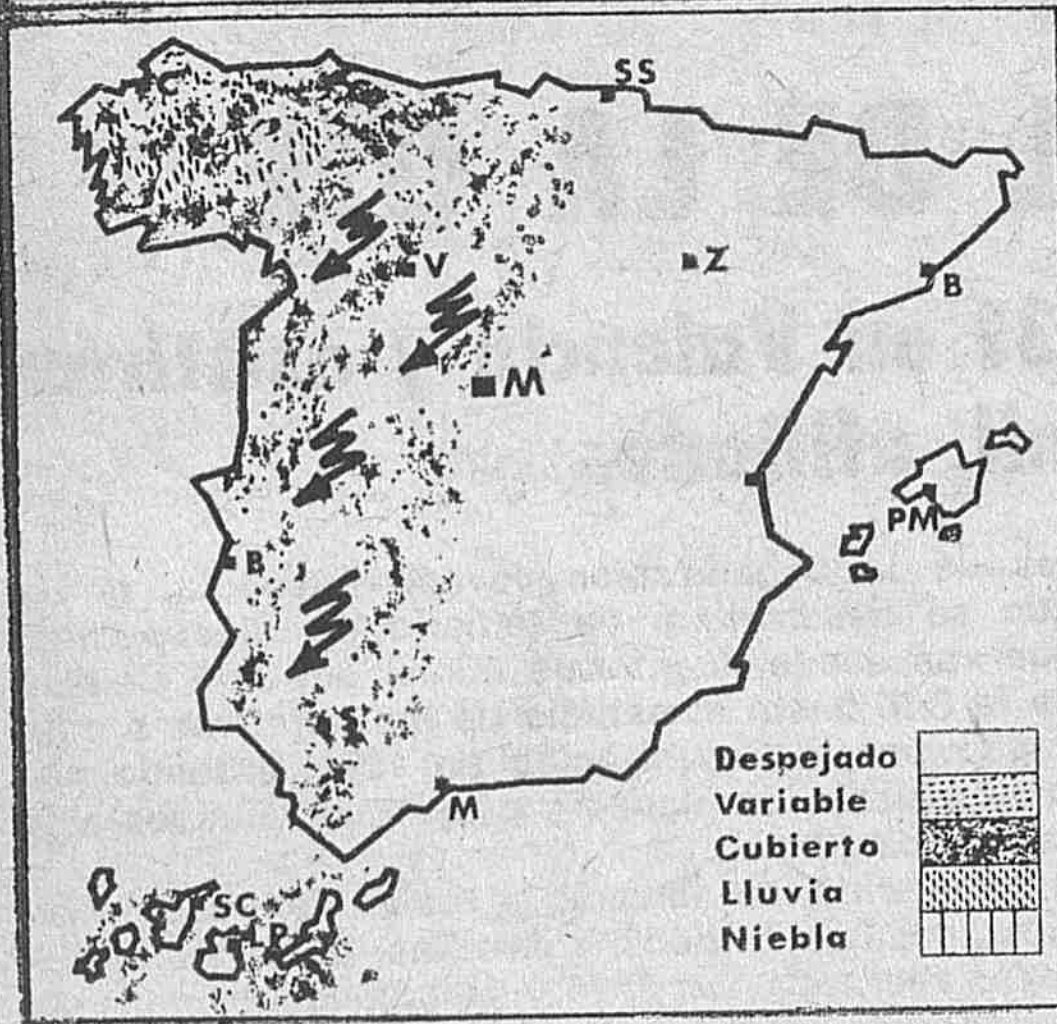 SS
V
Z
B
M
PM
B
S
M
SC
LP
Despejado
Variable
Cubierto
Lluvia
Niebla